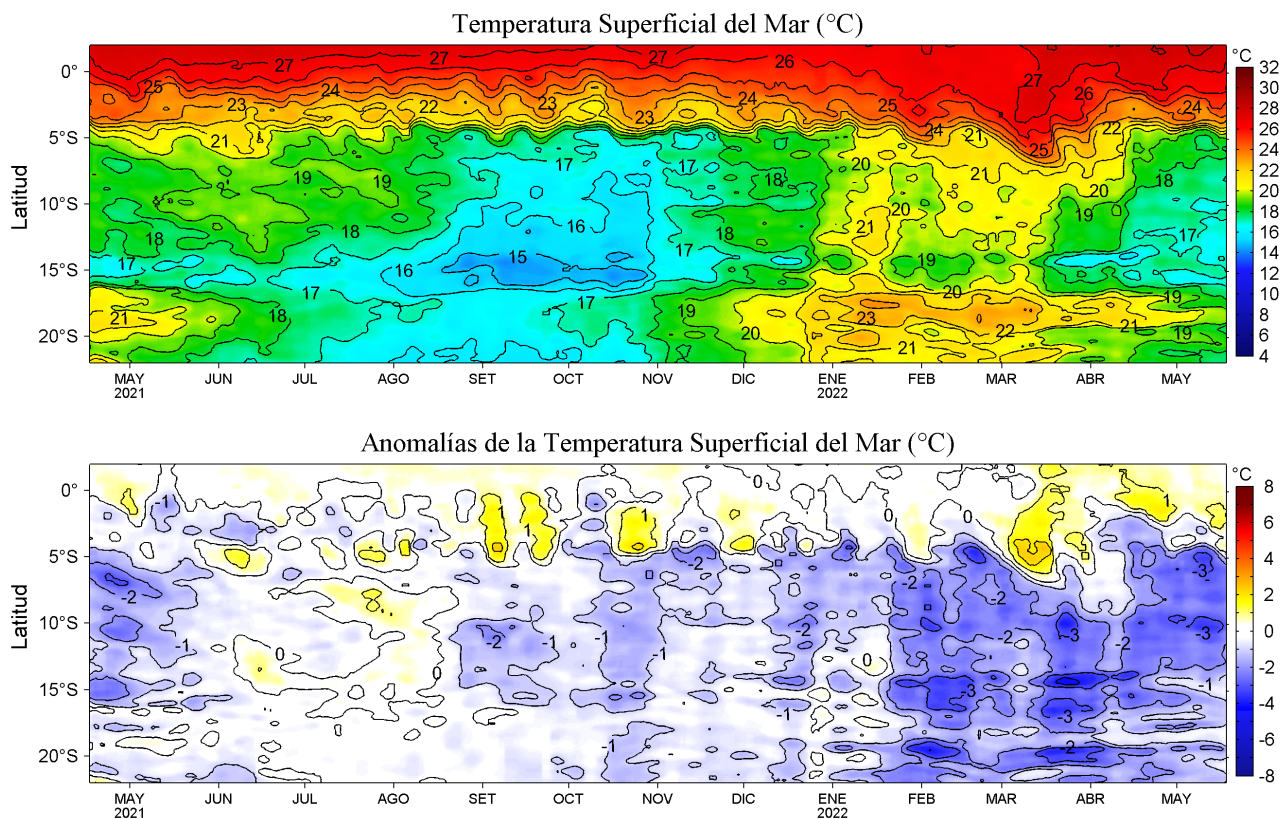 Temperatura Superficial del Mar (°C)
Latitud
0°
5°S
10°S
15°S
20°S
27 27 27 26 27
25 24 23 22 23 24 25 26 24
23 24 21 22
21 25
19 19 17 17 18 20 21 20 18
18 18 16 17 18 21 20 19 17
17 17 16 15 17 19 20 19
21 18 19 20 23 22 21 21 19
MAY JUN JUL AGO SET OCT NOV DIC ENE FEB MAR ABR MAY
2021 2022
°C
32
30
28
26
24
22
20
18
16
14
12
10
8
6
4
Anomalías de la Temperatura Superficial del Mar (°C)
Latitud
0°
5°S
10°S
15°S
20°S
-1 1 1 1 0 0 0 1
-2 -2 -2 -3
-1 0 0 -2 -1 -1 -1 -2 0 -3 -2 -3
-1 -3 -3 -1
-1 -2
MAY JUN JUL AGO SET OCT NOV DIC ENE FEB MAR ABR MAY
2021 2022
°C
8
6
4
2
0
-2
-4
-6
-8